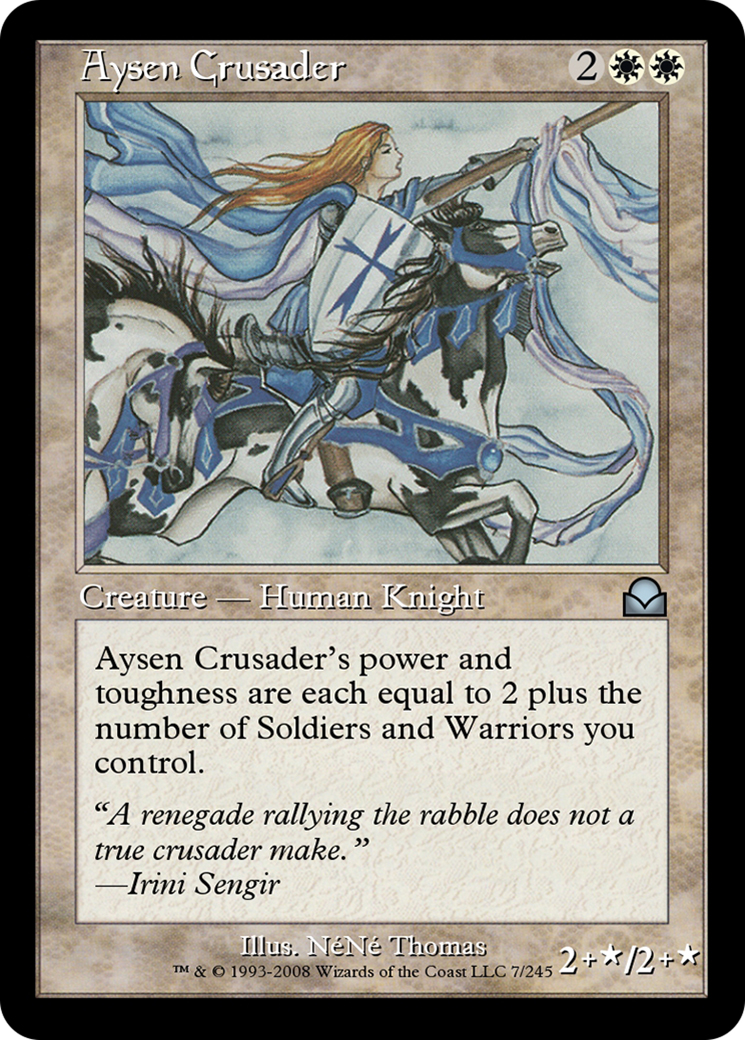 Aysen Crusader 2
Creature — Human Knight
Aysen Crusader's power and
toughness are each equal to 2 plus the
number of Soldiers and Warriors you
control.
“A renegade rallying the rabble does not a
true crusader make.”
—Irini Sengir
Illus. NéNé Thomas
™ & © 1993-2008 Wizards of the Coast LLC 7/245
2+★/2+★